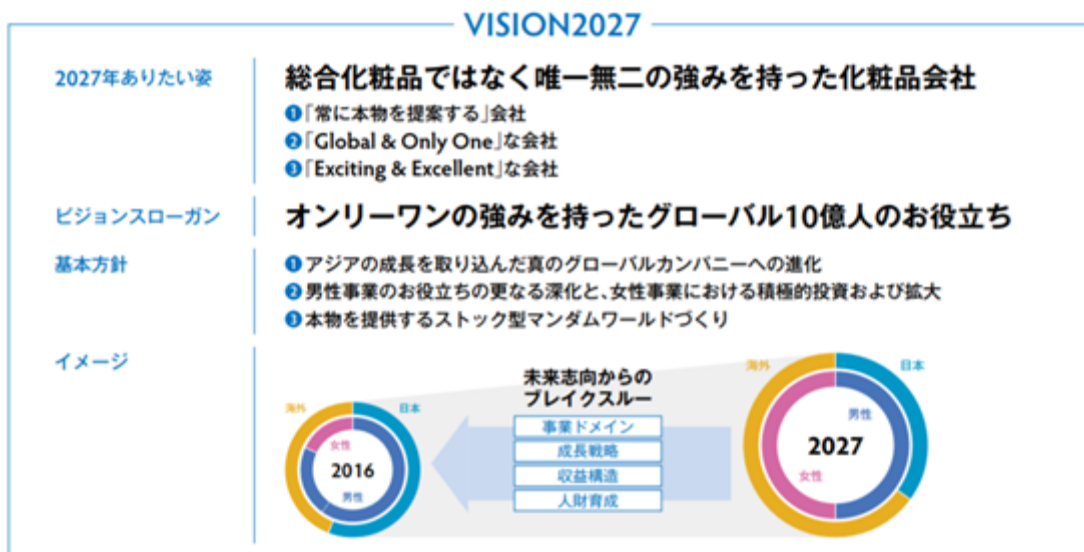 VISION2027
2027年ありたい姿
総合化粧品ではなく唯一無二の強みを持った化粧品会社
❶「常に本物を提案する」会社
❷「Global & Only One」な会社
❸「Exciting & Excellent」な会社
ビジョンスローガン
オンリーワンの強みを持ったグローバル10億人のお役立ち
基本方針
❶アジアの成長を取り込んだ真のグローバルカンパニーへの進化
❷男性事業のお役立ちの更なる深化と、女性事業における積極的投資および拡大
❸本物を提供するストック型マンダムワールドづくり
イメージ
海外
日本
女性
2016
男性
未来志向からの
ブレイクスルー
事業ドメイン
成長戦略
収益構造
人財育成
海外
日本
男性
2027
女性